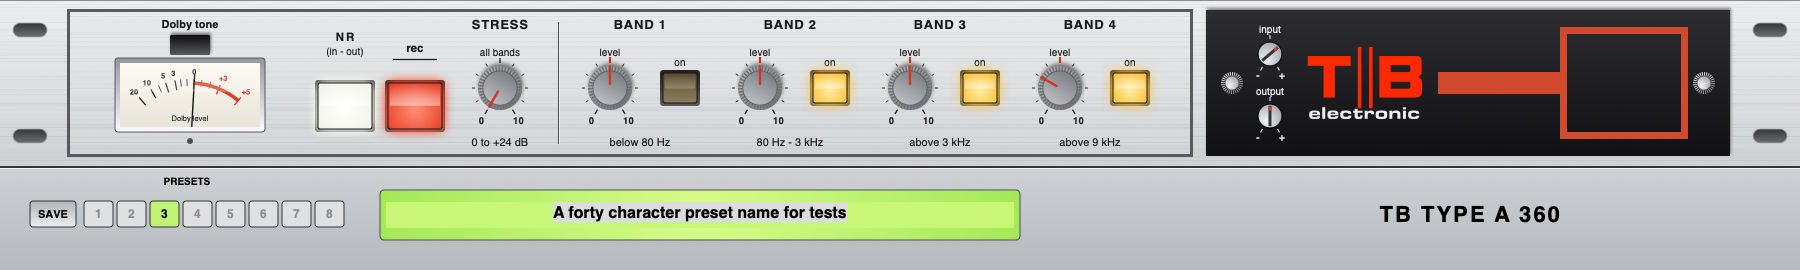 Dolby tone
20 10 5 3 0 +3 +5
Dolby level
NR
(in - out)
rec
STRESS
all bands
0 10
0 to +24 dB
BAND 1
level
on
0 10
below 80 Hz
BAND 2
level
on
0 10
80 Hz - 3 kHz
BAND 3
level
on
0 10
above 3 kHz
BAND 4
level
on
0 10
above 9 kHz
input
- +
output
- +
T||B
electronic
PRESETS
SAVE 1 2 3 4 5 6 7 8
A forty character preset name for tests
TB TYPE A 360